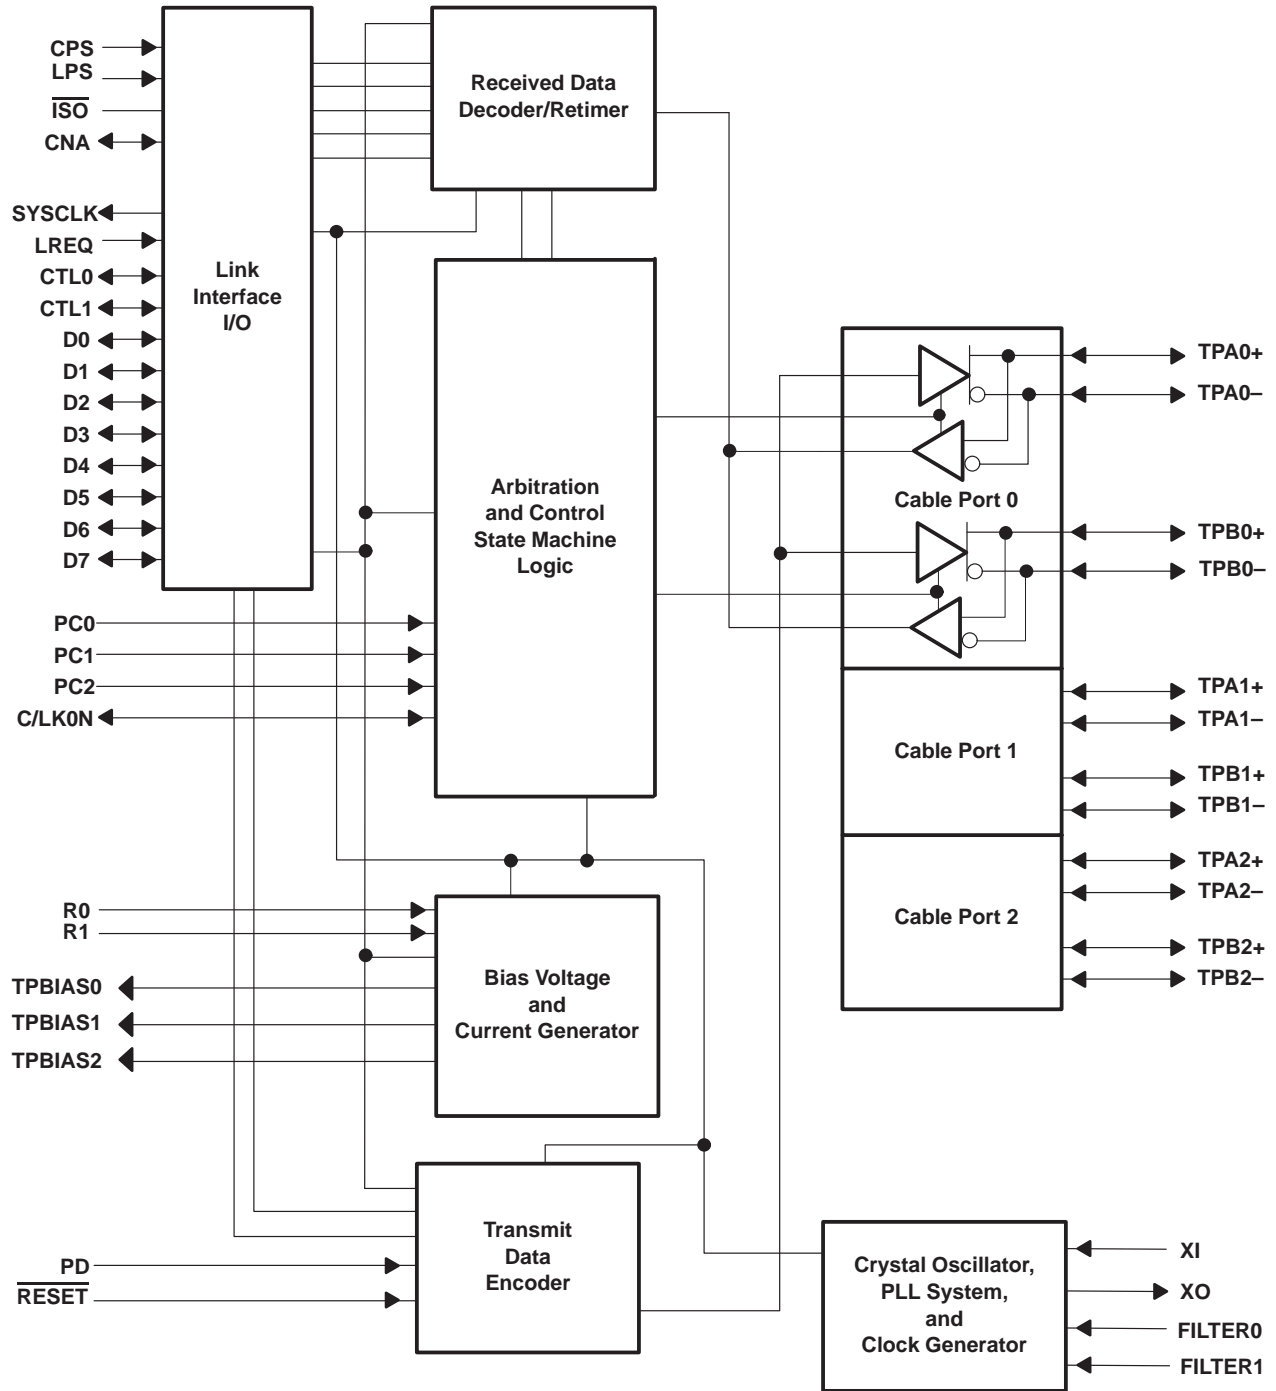 CPS
LPS
ISO
CNA
SYSCLK
LREQ
CTL0
CTL1
D0
D1
D2
D3
D4
D5
D6
D7
PC0
PC1
PC2
C/LK0N
R0
R1
TPBIAS0
TPBIAS1
TPBIAS2
PD
RESET
Link
Interface
I/O
Received Data
Decoder/Retimer
Arbitration
and Control
State Machine
Logic
Bias Voltage
and
Current Generator
Transmit
Data
Encoder
Cable Port 0
Cable Port 1
Cable Port 2
Crystal Oscillator,
PLL System,
and
Clock Generator
TPA0+
TPA0–
TPB0+
TPB0–
TPA1+
TPA1–
TPB1+
TPB1–
TPA2+
TPA2–
TPB2+
TPB2–
XI
XO
FILTER0
FILTER1